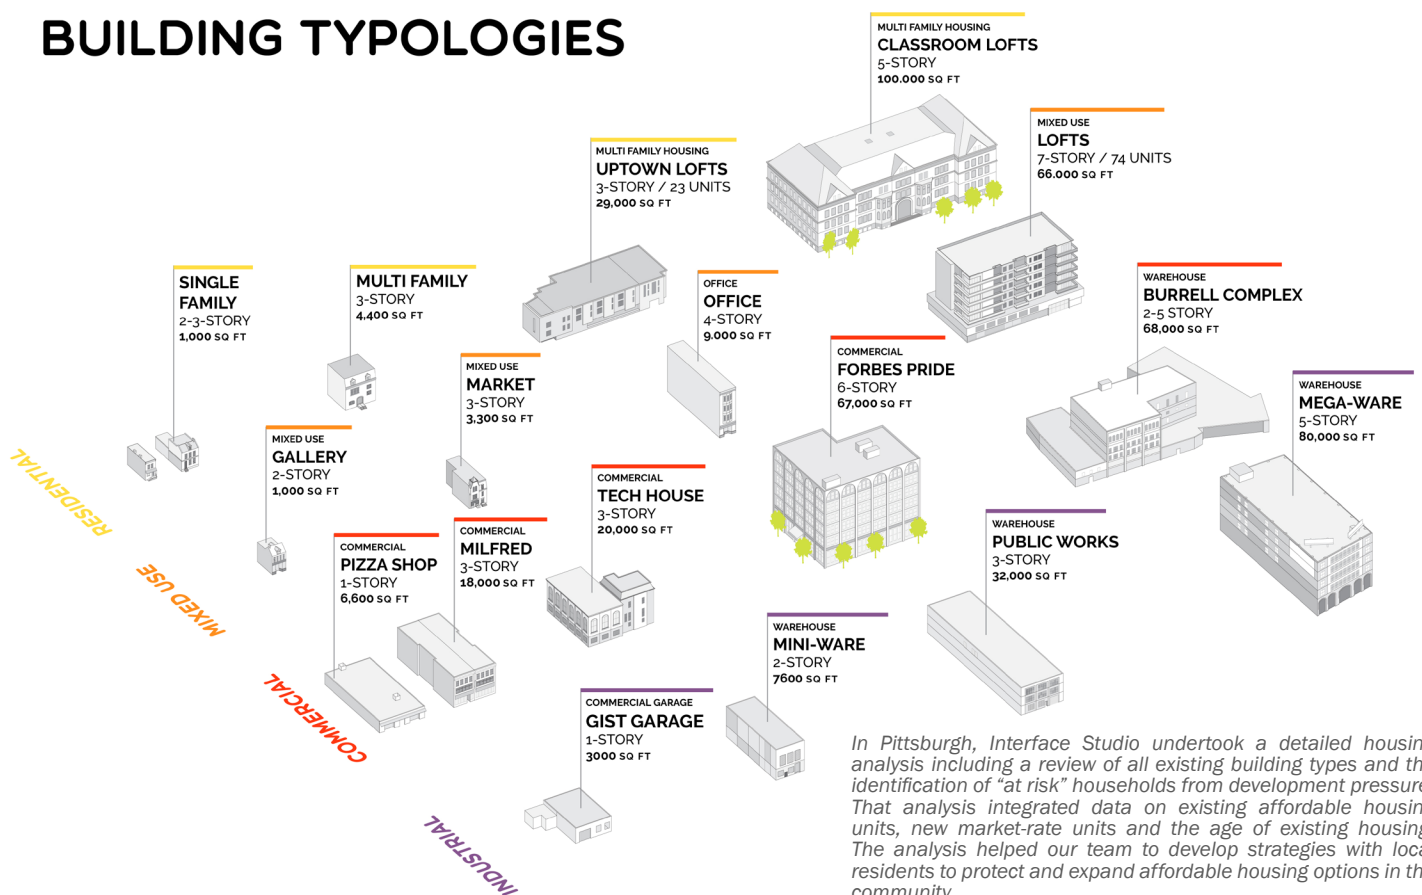 BUILDING TYPOLOGIES
MULTI FAMILY HOUSING
CLASSROOM LOFTS
5-STORY
100.000 SQ FT
MIXED USE
LOFTS
7-STORY / 74 UNITS
66.000 SQ FT
MULTI FAMILY HOUSING
UPTOWN LOFTS
3-STORY / 23 UNITS
29,000 SQ FT
SINGLE
FAMILY
2-3-STORY
1,000 SQ FT
MULTI FAMILY
3-STORY
4,400 SQ FT
OFFICE
OFFICE
4-STORY
9.000 SQ FT
WAREHOUSE
BURRELL COMPLEX
2-5 STORY
68,000 SQ FT
MIXED USE
MARKET
3-STORY
3,300 SQ FT
COMMERCIAL
FORBES PRIDE
6-STORY
67,000 SQ FT
WAREHOUSE
MEGA-WARE
5-STORY
80,000 SQ FT
MIXED USE
GALLERY
2-STORY
1,000 SQ FT
COMMERCIAL
TECH HOUSE
3-STORY
20,000 SQ FT
WAREHOUSE
PUBLIC WORKS
3-STORY
32,000 SQ FT
COMMERCIAL
PIZZA SHOP
1-STORY
6,600 SQ FT
COMMERCIAL
MILFRED
3-STORY
18,000 SQ FT
WAREHOUSE
MINI-WARE
2-STORY
7600 SQ FT
COMMERCIAL GARAGE
GIST GARAGE
1-STORY
3000 SQ FT
RESIDENTIAL
MIXED USE
COMMERCIAL
INDUSTRIAL
In Pittsburgh, Interface Studio undertook a detailed housin
analysis including a review of all existing building types and th
identification of “at risk” households from development pressure
That analysis integrated data on existing affordable housin
units, new market-rate units and the age of existing housing
The analysis helped our team to develop strategies with loca
residents to protect and expand affordable housing options in th
community